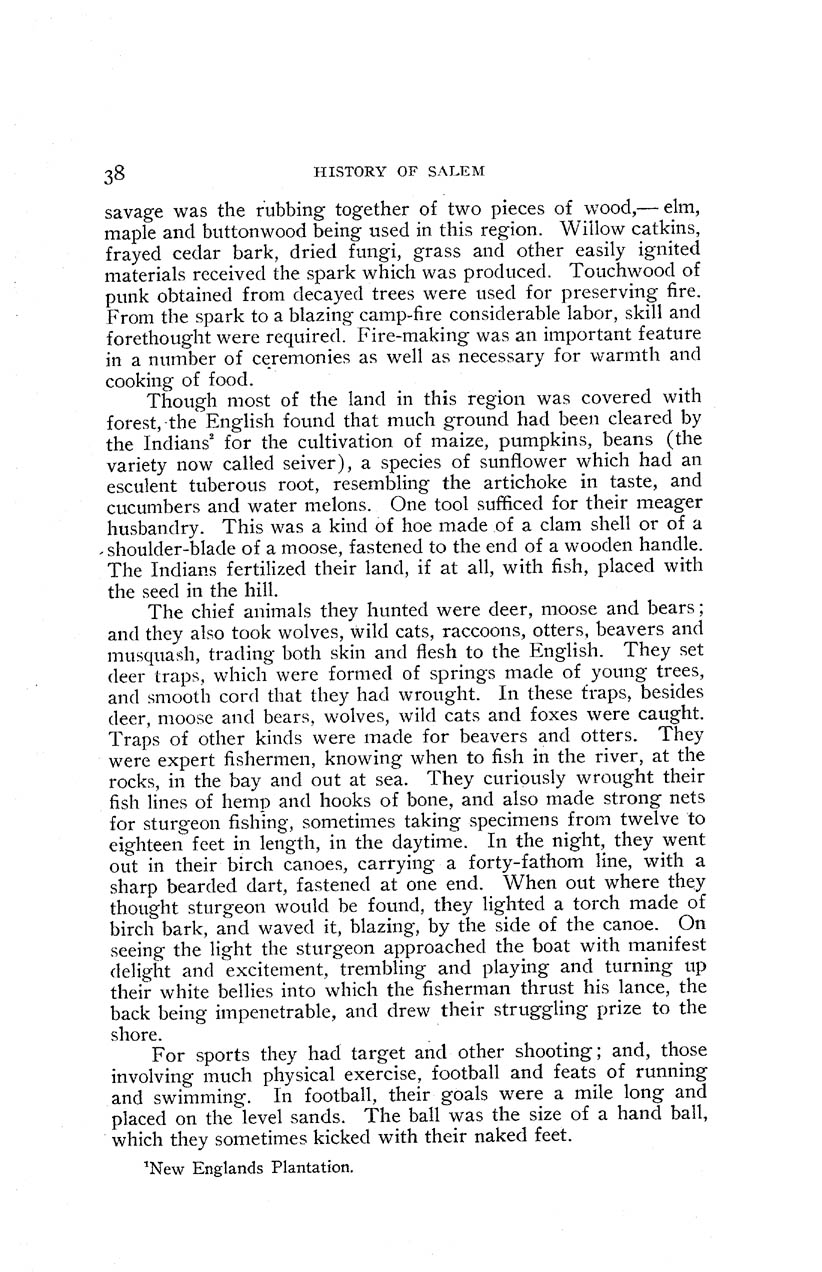 38 HISTORY OF SALEM
savage was the rubbing together of two pieces of wood,— elm,
maple and buttonwood being used in this region. Willow catkins,
frayed cedar bark, dried fungi, grass and other easily ignited
materials received the spark which was produced. Touchwood of
punk obtained from decayed trees were used for preserving fire.
From the spark to a blazing camp-fire considerable labor, skill and
forethought were required. Fire-making was an important feature
in a number of ceremonies as well as necessary for warmth and
cooking of food.
Though most of the land in this region was covered with
forest, the English found that much ground had been cleared by
the Indians² for the cultivation of maize, pumpkins, beans (the
variety now called seiver), a species of sunflower which had an
esculent tuberous root, resembling the artichoke in taste, and
cucumbers and water melons. One tool sufficed for their meager
husbandry. This was a kind of hoe made of a clam shell or of a
shoulder-blade of a moose, fastened to the end of a wooden handle.
The Indians fertilized their land, if at all, with fish, placed with
the seed in the hill.
The chief animals they hunted were deer, moose and bears;
and they also took wolves, wild cats, raccoons, otters, beavers and
musquash, trading both skin and flesh to the English. They set
deer traps, which were formed of springs made of young trees,
and smooth cord that they had wrought. In these traps, besides
deer, moose and bears, wolves, wild cats and foxes were caught.
Traps of other kinds were made for beavers and otters. They
were expert fishermen, knowing when to fish in the river, at the
rocks, in the bay and out at sea. They curiously wrought their
fish lines of hemp and hooks of bone, and also made strong nets
for sturgeon fishing, sometimes taking specimens from twelve to
eighteen feet in length, in the daytime. In the night, they went
out in their birch canoes, carrying a forty-fathom line, with a
sharp bearded dart, fastened at one end. When out where they
thought sturgeon would be found, they lighted a torch made of
birch bark, and waved it, blazing, by the side of the canoe. On
seeing the light the sturgeon approached the boat with manifest
delight and excitement, trembling and playing and turning up
their white bellies into which the fisherman thrust his lance, the
back being impenetrable, and drew their struggling prize to the
shore.
For sports they had target and other shooting; and, those
involving much physical exercise, football and feats of running
and swimming. In football, their goals were a mile long and
placed on the level sands. The ball was the size of a hand ball,
which they sometimes kicked with their naked feet.
¹New Englands Plantation.